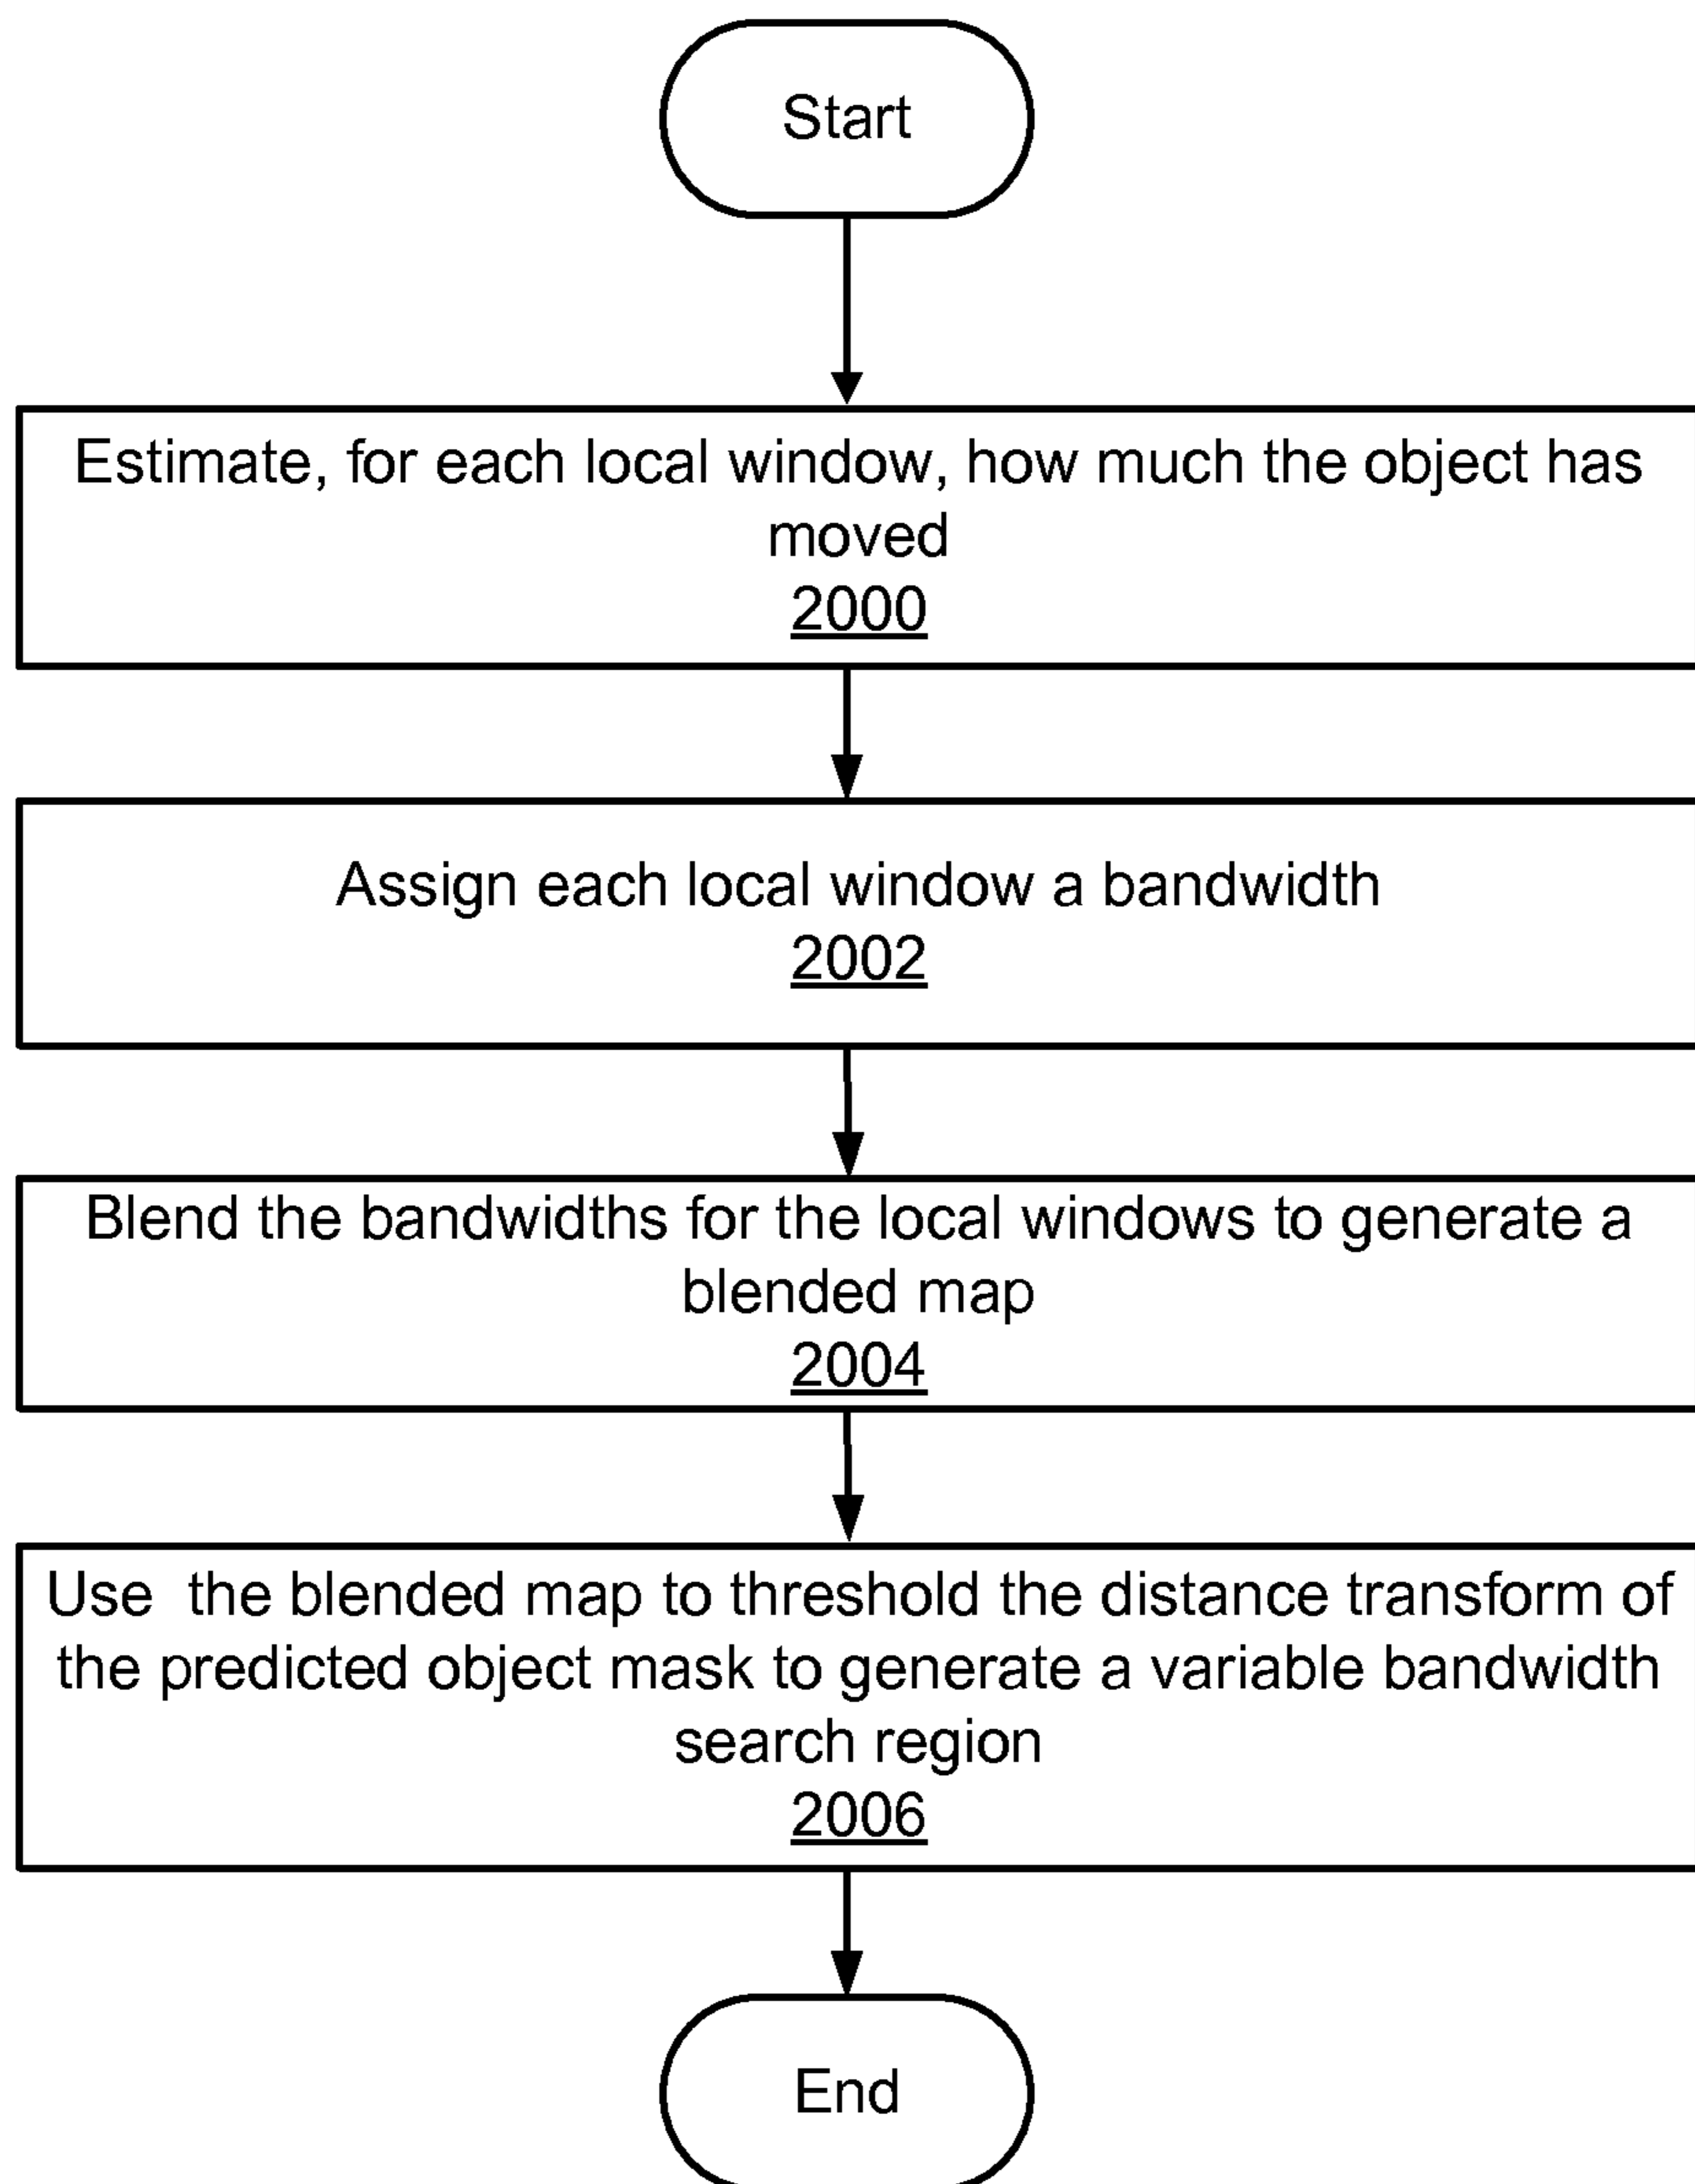 Start
Estimate, for each local window, how much the object has
moved
2000
Assign each local window a bandwidth
2002
Blend the bandwidths for the local windows to generate a
blended map
2004
Use the blended map to threshold the distance transform of
the predicted object mask to generate a variable bandwidth
search region
2006
End